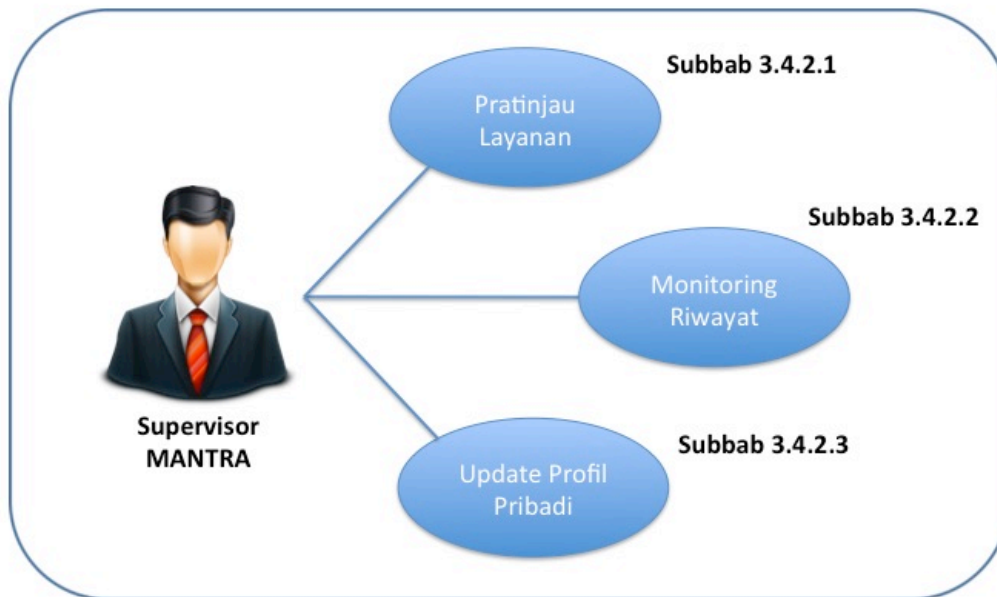 Subbab 3.4.2.1
Pratinjau
Layanan
Subbab 3.4.2.2
Monitoring
Riwayat
Supervisor
MANTRA
Subbab 3.4.2.3
Update Profil
Pribadi